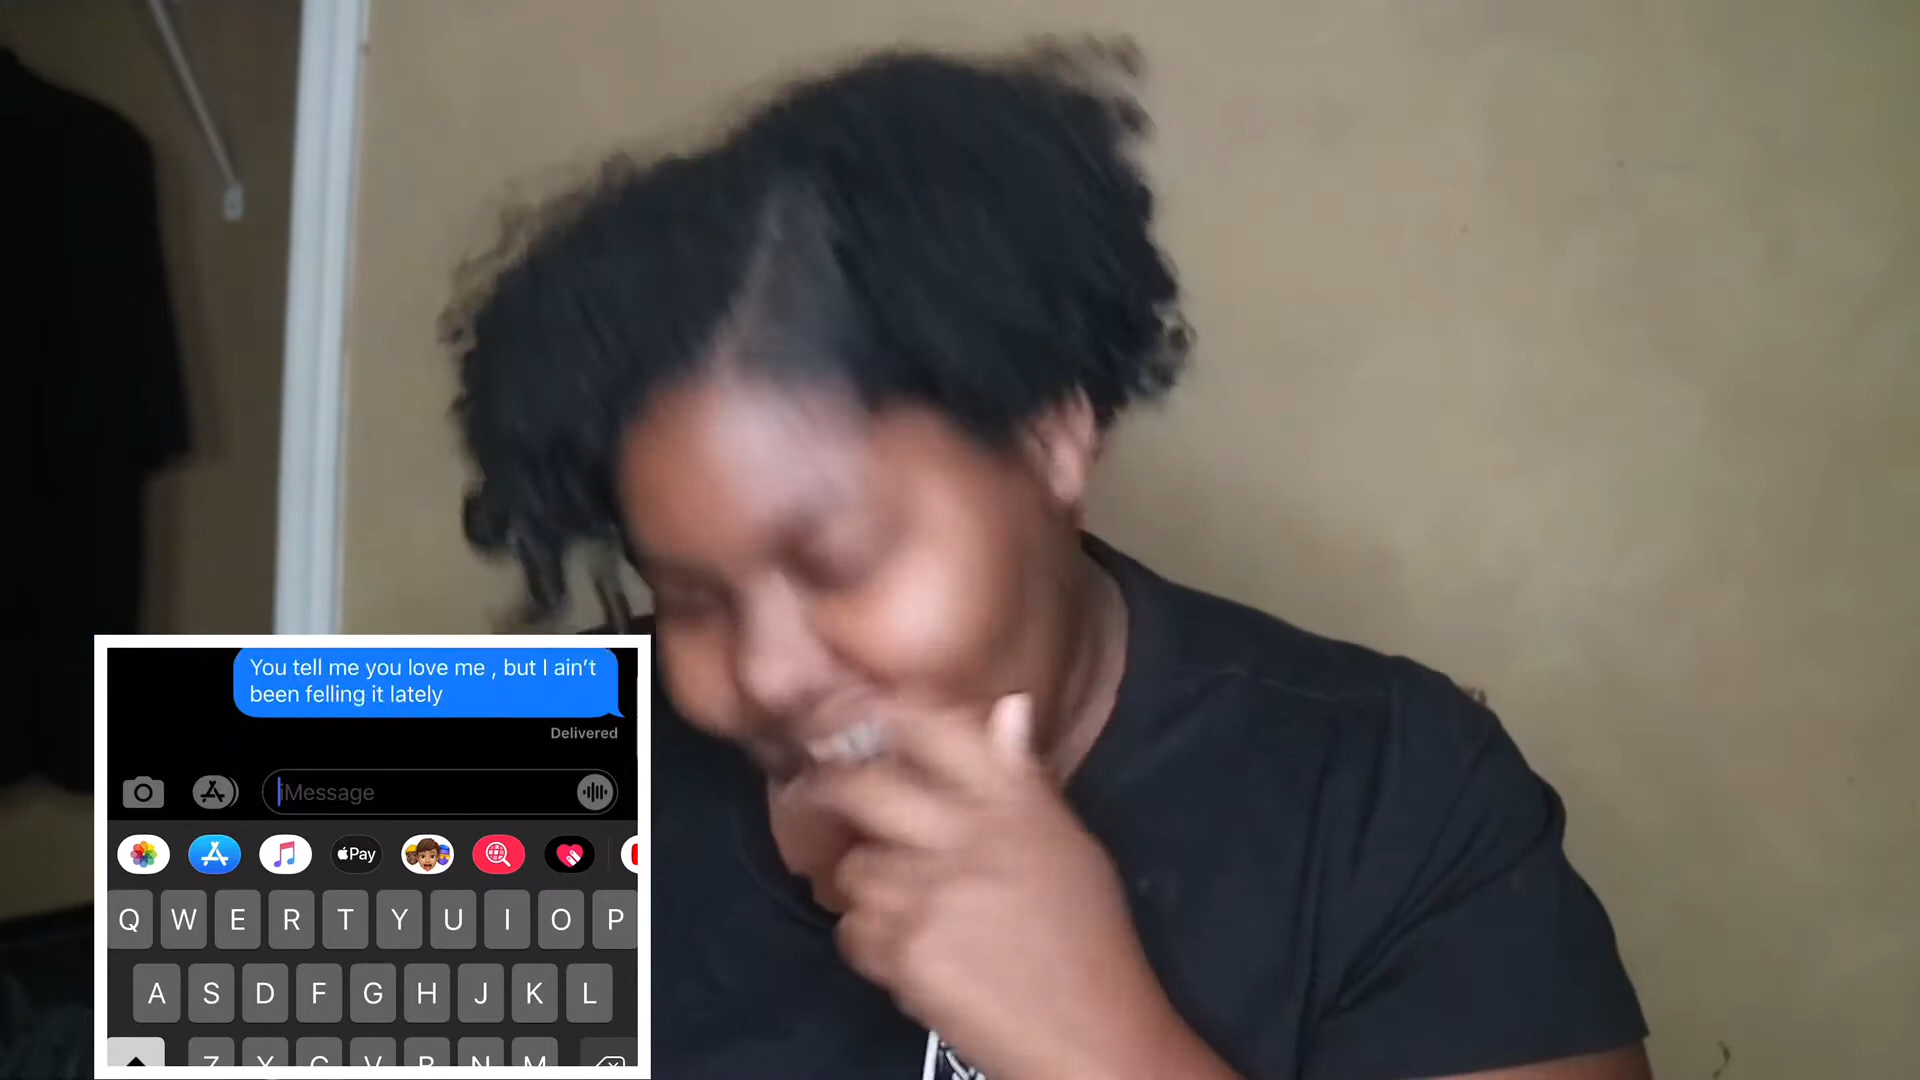 You tell me you love me , but I ain't
been felling it lately
Delivered
iMessage
Pay
Q W E R T Y U I O P
A S D F G H J K L
Z X C V B N M